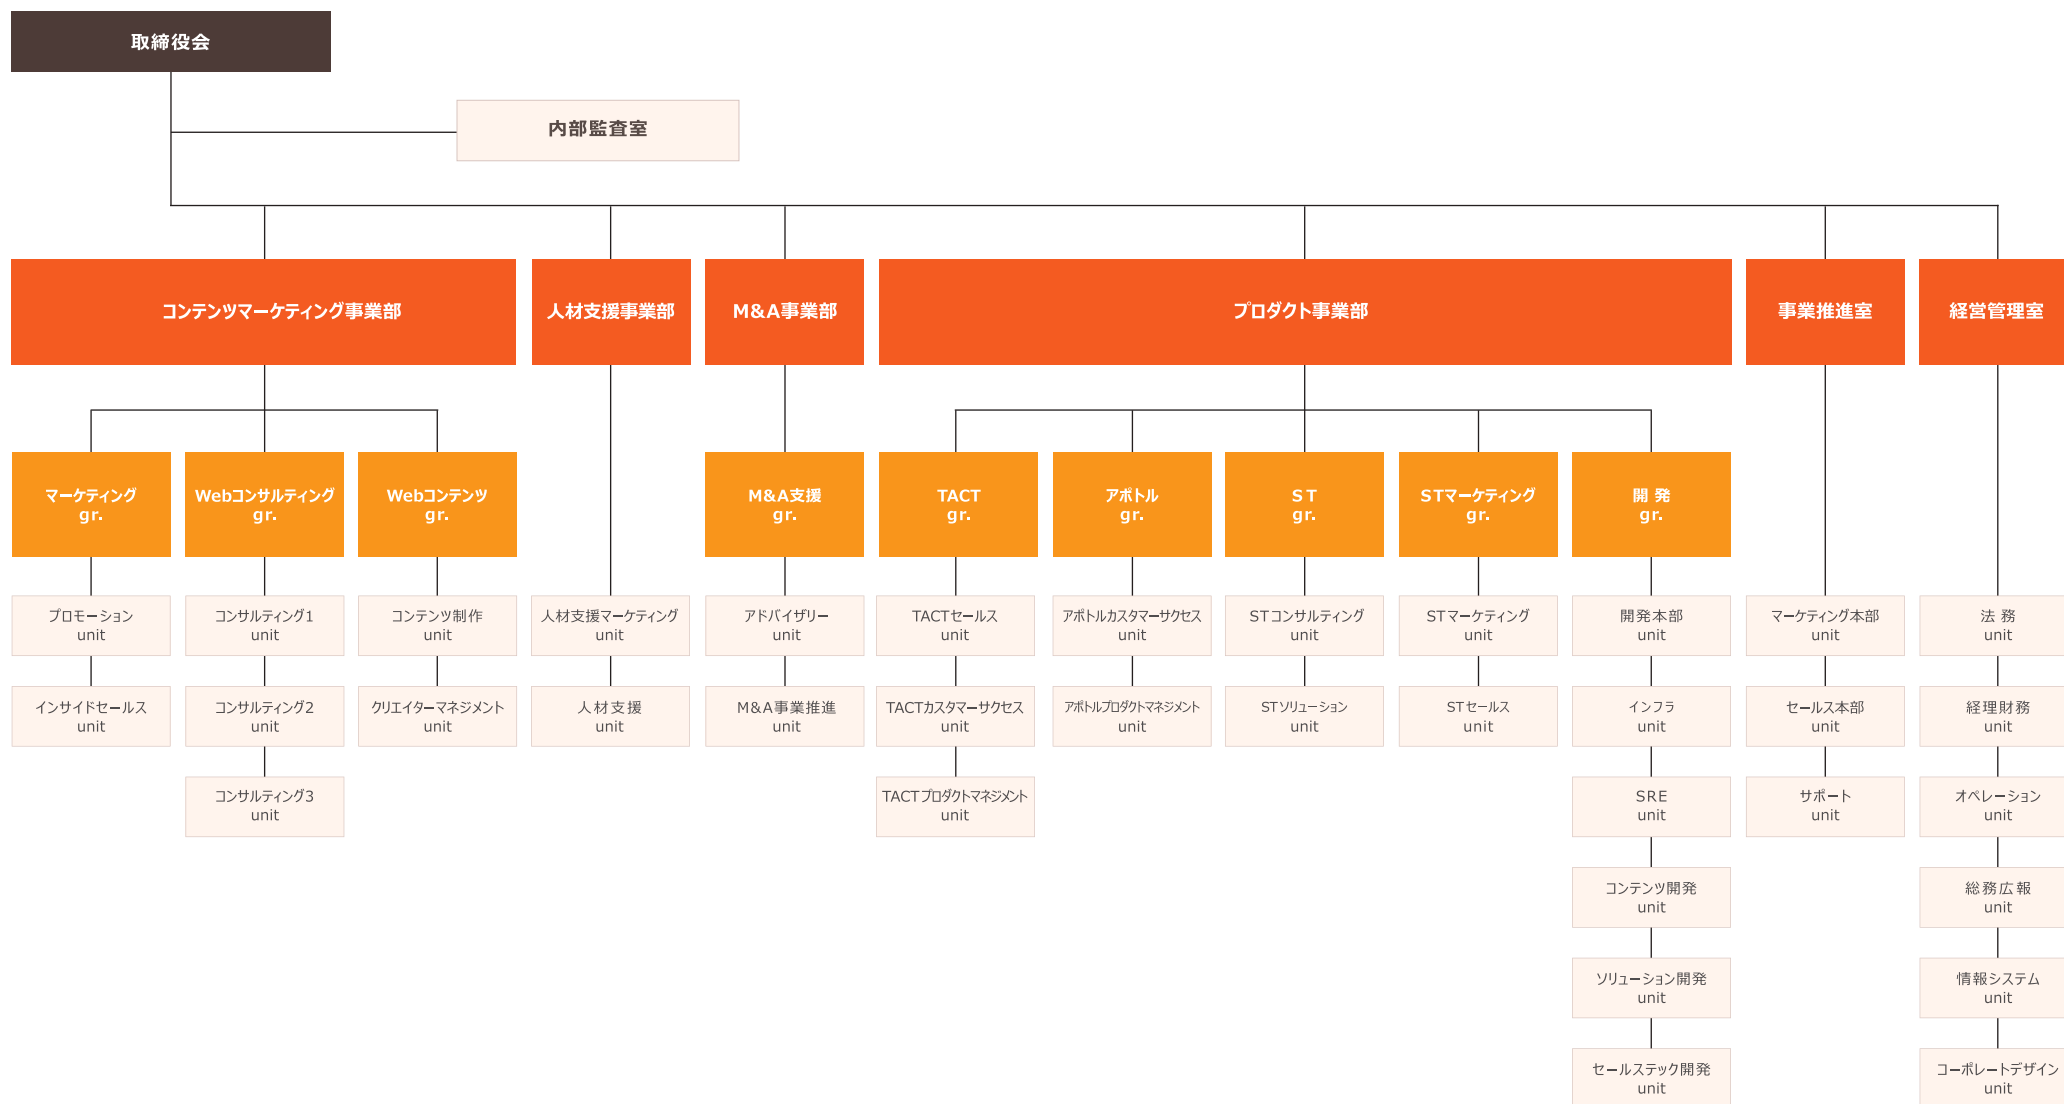 取締役会
内部監査室
コンテンツマーケティング事業部
人材支援事業部
M&A事業部
プロダクト事業部
事業推進室
経営管理室
マーケティング
gr.
Webコンサルティング
gr.
Webコンテンツ
gr.
M&A支援
gr.
TACT
gr.
アポトル
gr.
ST
gr.
STマーケティング
gr.
開発
gr.
プロモーション
unit
コンサルティング1
unit
コンテンツ制作
unit
人材支援マーケティング
unit
アドバイザリー
unit
TACTセールス
unit
アポトルカスタマーサクセス
unit
STコンサルティング
unit
STマーケティング
unit
開発本部
unit
マーケティング本部
unit
法務
unit
インサイドセールス
unit
コンサルティング2
unit
クリエイターマネジメント
unit
人材支援
unit
M&A事業推進
unit
TACTカスタマーサクセス
unit
アポトルプロダクトマネジメント
unit
STソリューション
unit
STセールス
unit
インフラ
unit
セールス本部
unit
経理財務
unit
コンサルティング3
unit
TACTプロダクトマネジメント
unit
SRE
unit
サポート
unit
オペレーション
unit
コンテンツ開発
unit
総務広報
unit
ソリューション開発
unit
情報システム
unit
セールステック開発
unit
コーポレートデザイン
unit